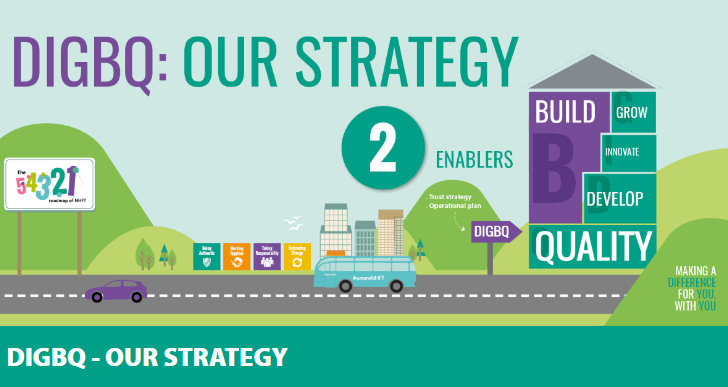 DIGBQ: OUR STRATEGY
2
ENABLERS
The
54321
roadmap of NHFT
. Trust strategy
. Operational plan
DIGBQ
BUILD
GROW
INNOVATE
DEVELOP
QUALITY
B
G
I
D
Being
Authentic
Working
Together
Taking
Responsibility
Embracing
Change
#weareNHFT
MAKING A
DIFFERENCE
FOR YOU,
WITH YOU
DIGBQ - OUR STRATEGY